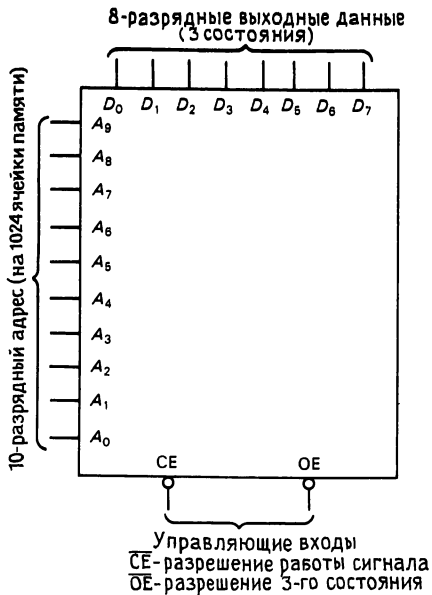 8-разрядные выходные данные
(3 состояния)
D₀ D₁ D₂ D₃ D₄ D₅ D₆ D₇
10-разрядный адрес (на 1024 ячейки памяти)
A₉
A₈
A₇
A₆
A₅
A₄
A₃
A₂
A₁
A₀
CE OE
Управляющие входы
C̅E̅-разрешение работы сигнала
O̅E̅-разрешение 3-го состояния